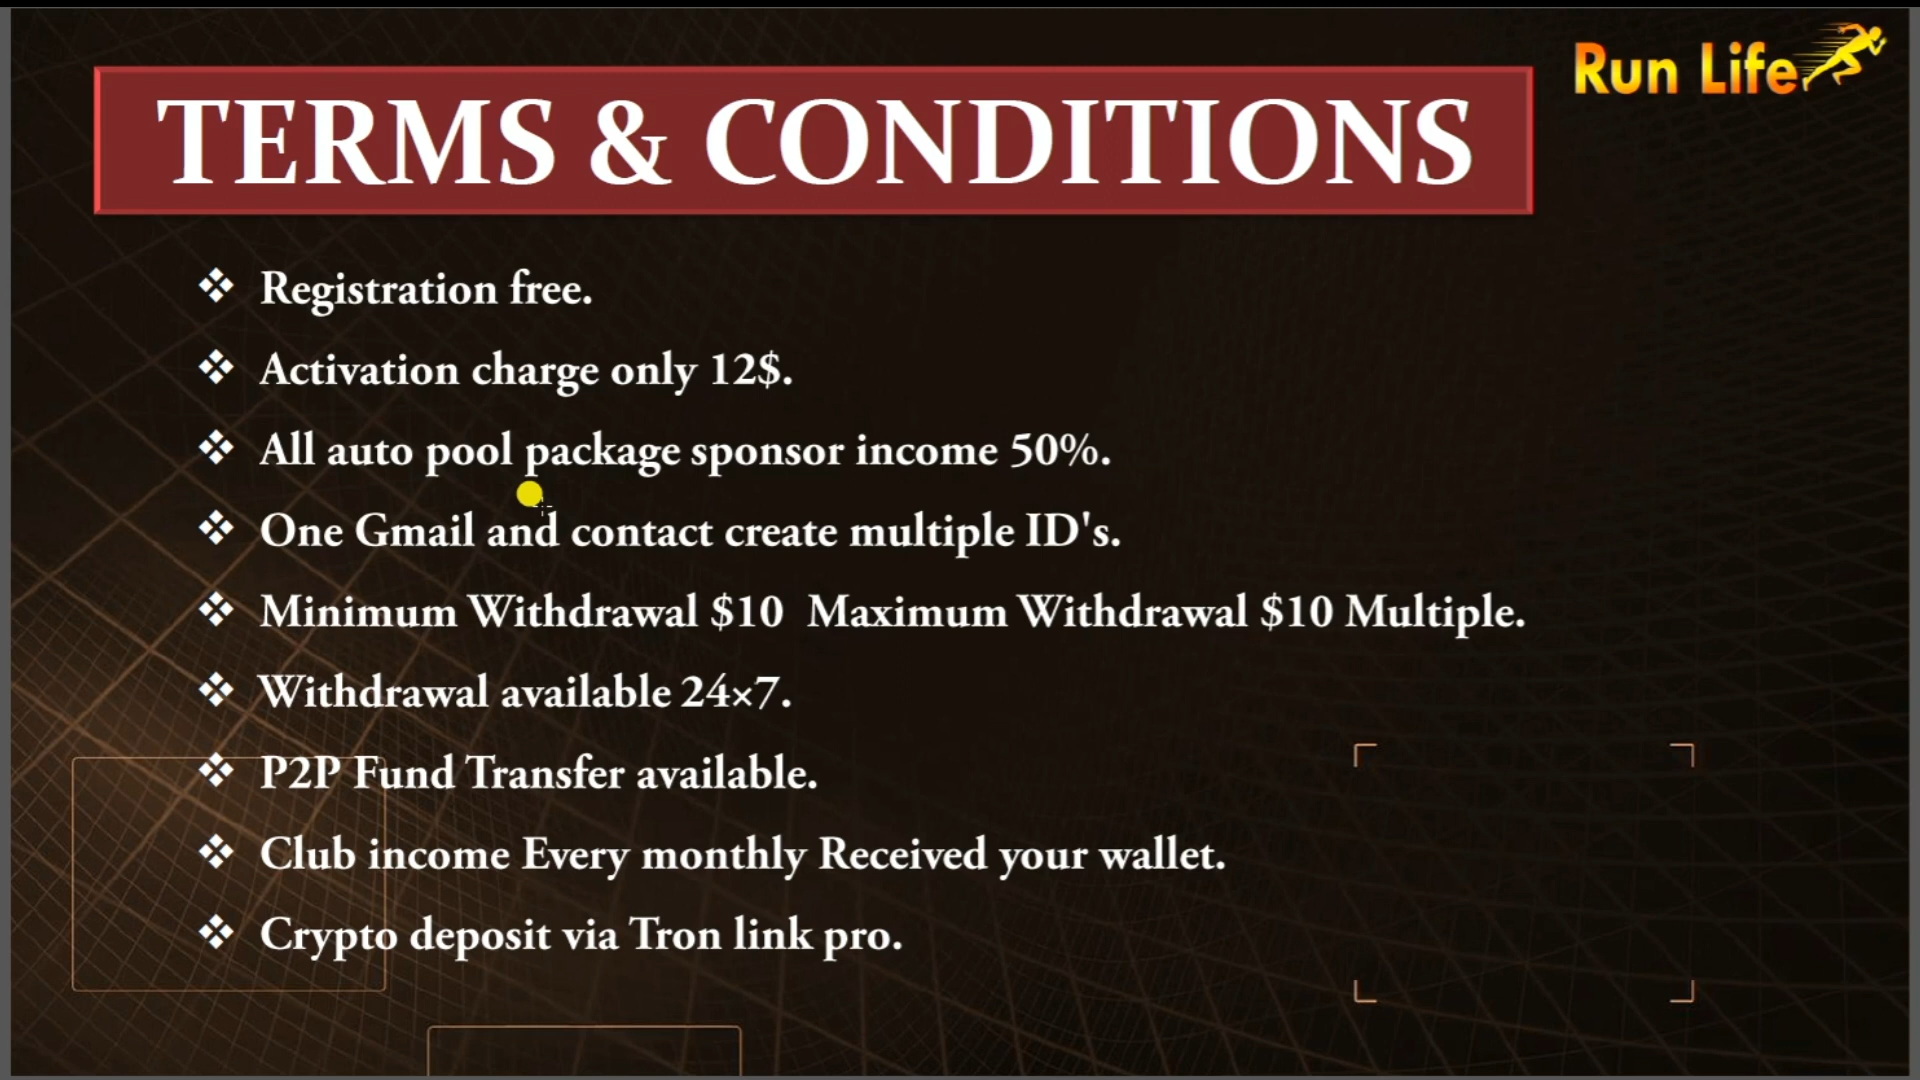 Run Life
TERMS & CONDITIONS
❖ Registration free.
❖ Activation charge only 12$.
❖ All auto pool package sponsor income 50%.
❖ One Gmail and contact create multiple ID's.
❖ Minimum Withdrawal $10  Maximum Withdrawal $10 Multiple.
❖ Withdrawal available 24×7.
❖ P2P Fund Transfer available.
❖ Club income Every monthly Received your wallet.
❖ Crypto deposit via Tron link pro.